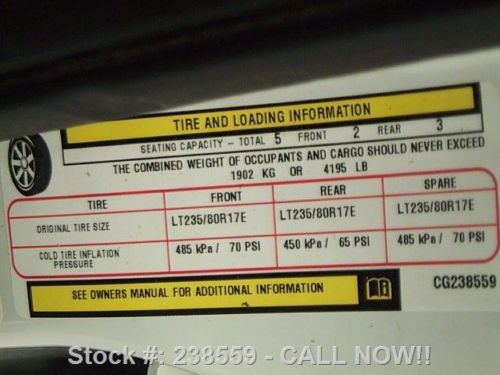 TIRE AND LOADING INFORMATION
SEATING CAPACITY - TOTAL 5 FRONT 2 REAR 3
THE COMBINED WEIGHT OF OCCUPANTS AND CARGO SHOULD NEVER EXCEED
1902 KG OR 4195 LB
TIRE FRONT REAR SPARE
ORIGINAL TIRE SIZE LT235/80R17E LT235/80R17E LT235/80R17E
COLD TIRE INFLATION
PRESSURE 485 kPa / 70 PSI 450 kPa / 65 PSI 485 kPa / 70 PSI
SEE OWNERS MANUAL FOR ADDITIONAL INFORMATION
CG238559
Stock #: 238559 - CALL NOW!!